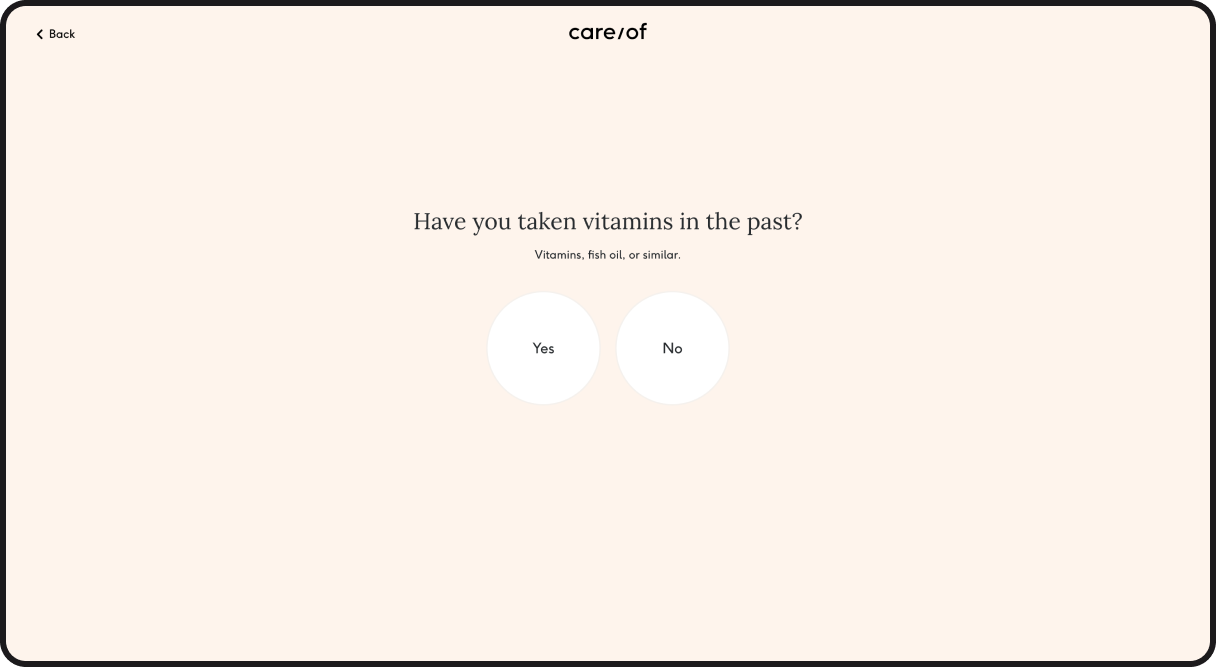 Back
care/of
Have you taken vitamins in the past?
Vitamins, fish oil, or similar.
Yes
No